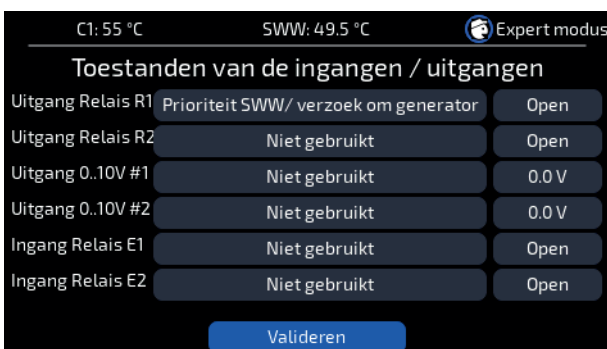 C1: 55 °C SWW: 49.5 °C Expert modus
Toestanden van de ingangen / uitgangen
Uitgang Relais R1 Prioriteit SWW/ verzoek om generator Open
Uitgang Relais R2 Niet gebruikt Open
Uitgang 0..10V #1 Niet gebruikt 0.0 V
Uitgang 0..10V #2 Niet gebruikt 0.0 V
Ingang Relais E1 Niet gebruikt Open
Ingang Relais E2 Niet gebruikt Open
Valideren